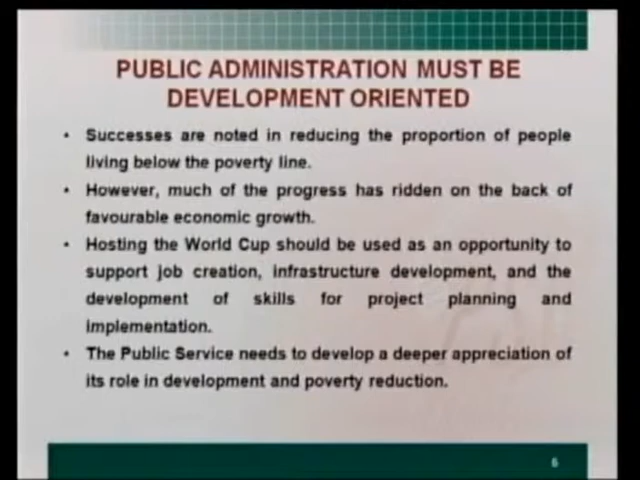 PUBLIC ADMINISTRATION MUST BE
DEVELOPMENT ORIENTED
• Successes are noted in reducing the proportion of people
living below the poverty line.
• However, much of the progress has ridden on the back of
favourable economic growth.
• Hosting the World Cup should be used as an opportunity to
support job creation, infrastructure development, and the
development of skills for project planning and
implementation.
• The Public Service needs to develop a deeper appreciation of
its role in development and poverty reduction.
6